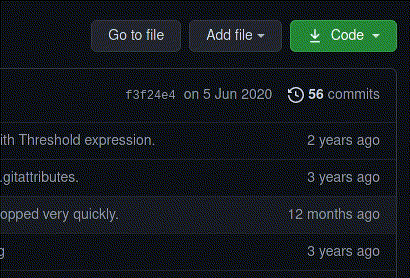 Go to file Add file Code
f3f24e4 on 5 Jun 2020 56 commits
ith Threshold expression. 2 years ago
.gitattributes. 3 years ago
opped very quickly. 12 months ago
g 3 years ago